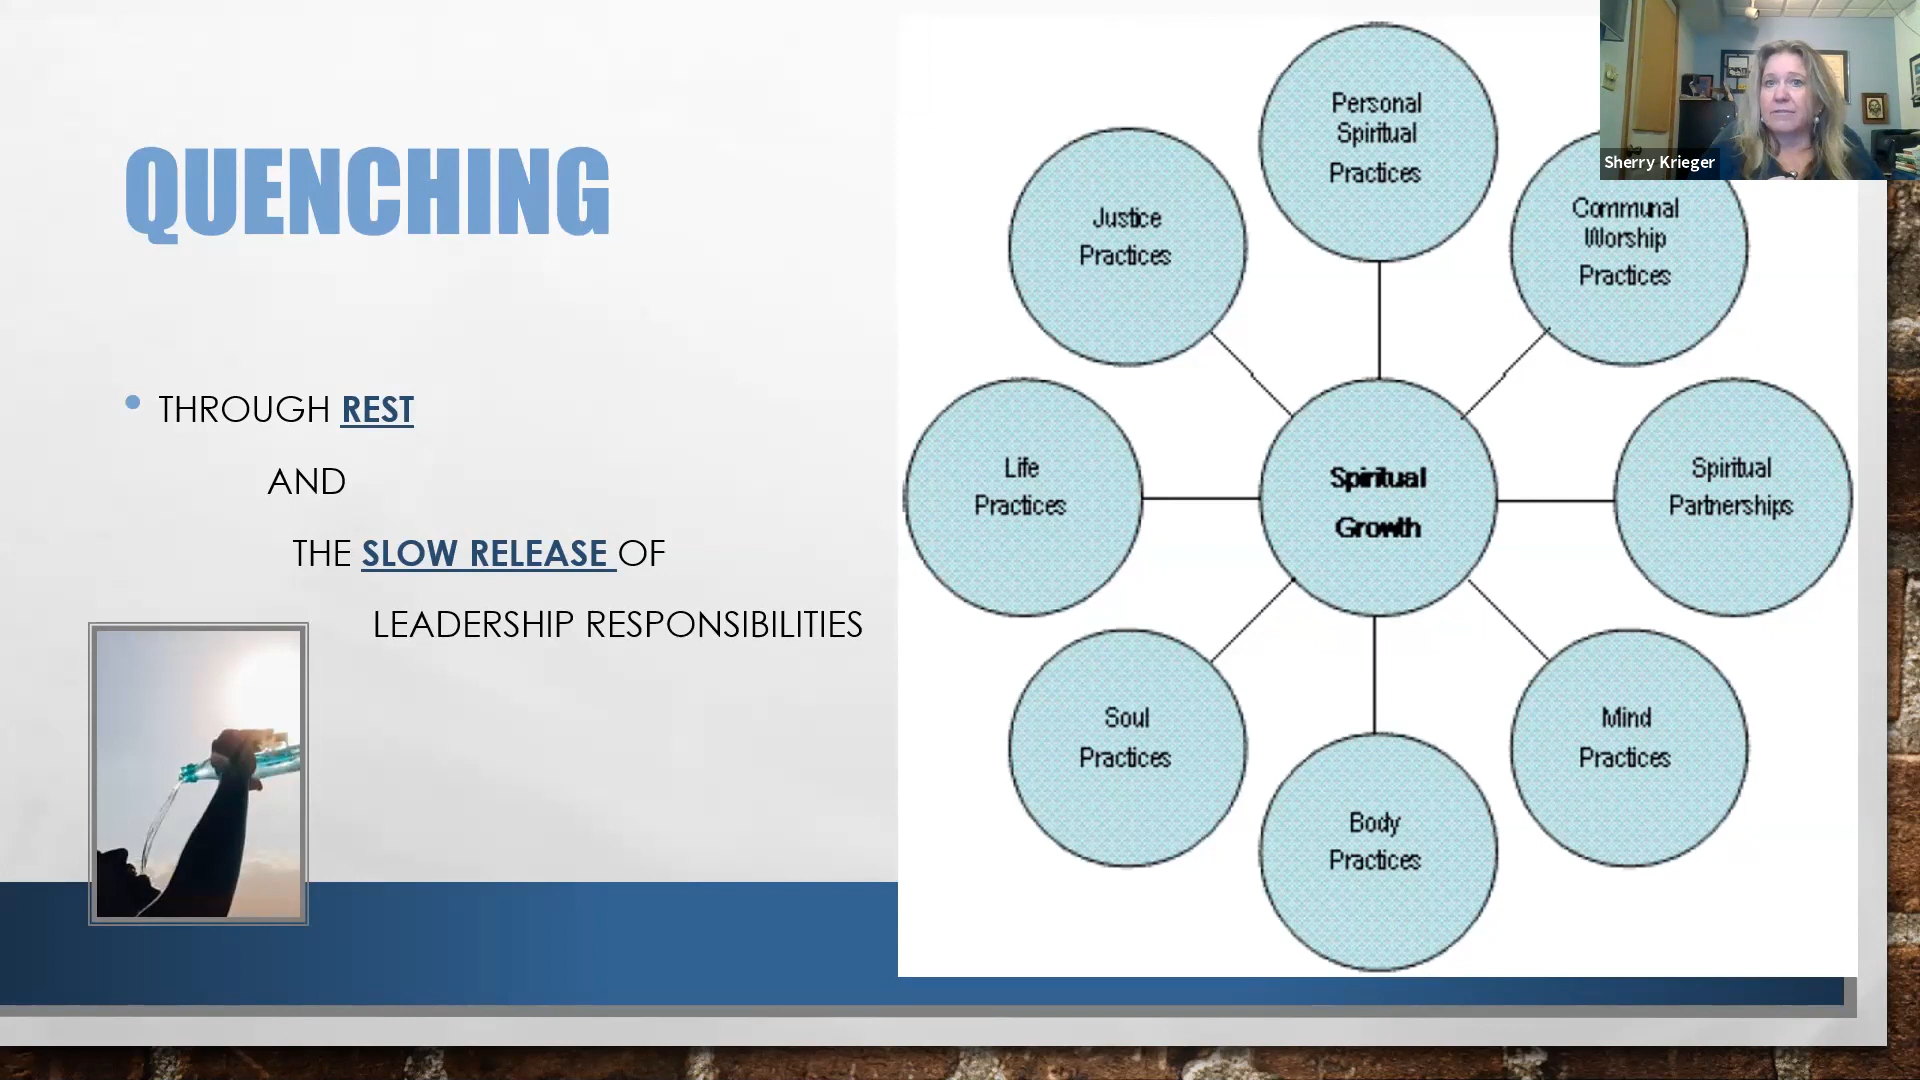 QUENCHING
• THROUGH REST
AND
THE SLOW RELEASE OF
LEADERSHIP RESPONSIBILITIES
Personal
Spiritual
Practices
Communal
Worship
Practices
Spiritual
Partnerships
Mind
Practices
Body
Practices
Soul
Practices
Life
Practices
Justice
Practices
Spiritual
Growth
Sherry Krieger